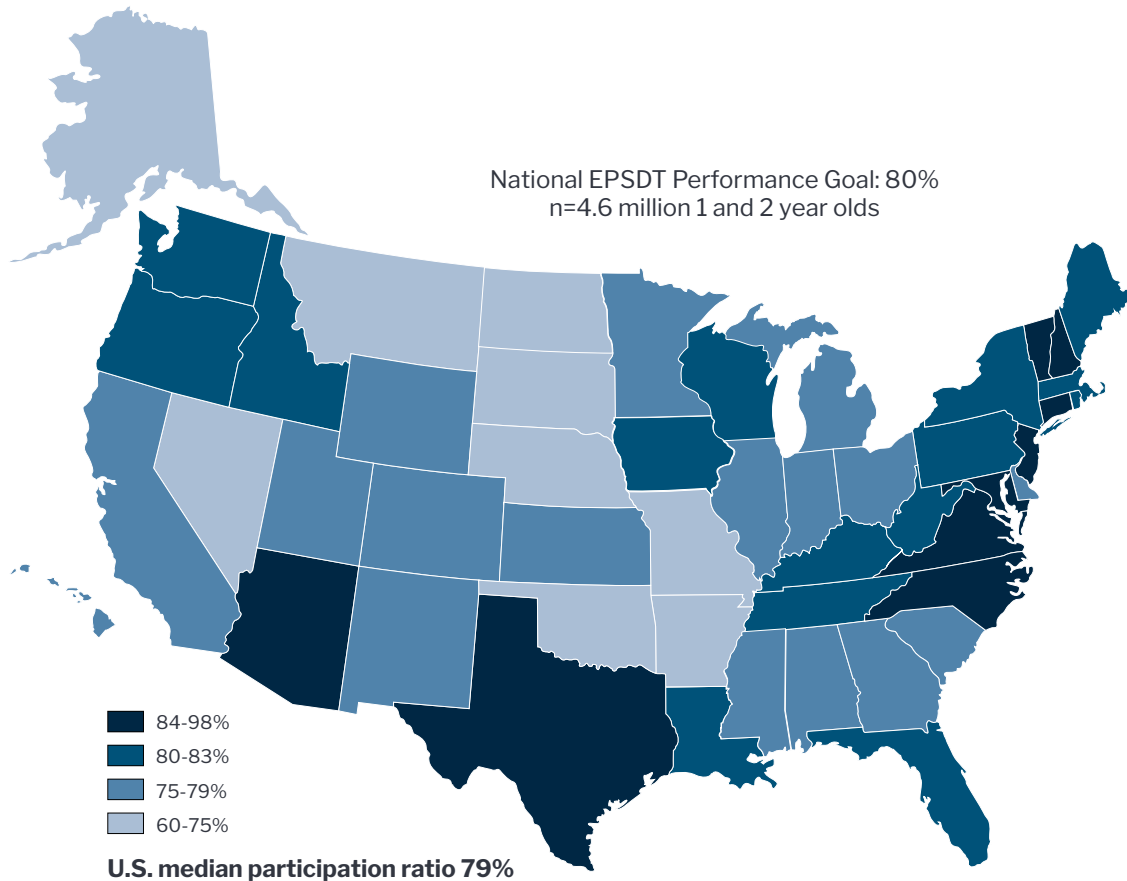 National EPSDT Performance Goal: 80%
n=4.6 million 1 and 2 year olds
84-98%
80-83%
75-79%
60-75%
U.S. median participation ratio 79%